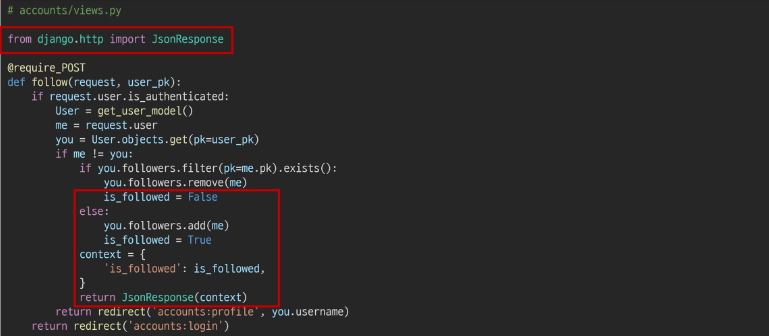 # accounts/views.py
from django.http import JsonResponse
@require_POST
def follow(request, user_pk):
    if request.user.is_authenticated:
        User = get_user_model()
        me = request.user
        you = User.objects.get(pk=user_pk)
        if me != you:
            if you.followers.filter(pk=me.pk).exists():
                you.followers.remove(me)
                is_followed = False
            else:
                you.followers.add(me)
                is_followed = True
            context = {
                'is_followed': is_followed,
            }
            return JsonResponse(context)
        return redirect('accounts:profile', you.username)
    return redirect('accounts:login')